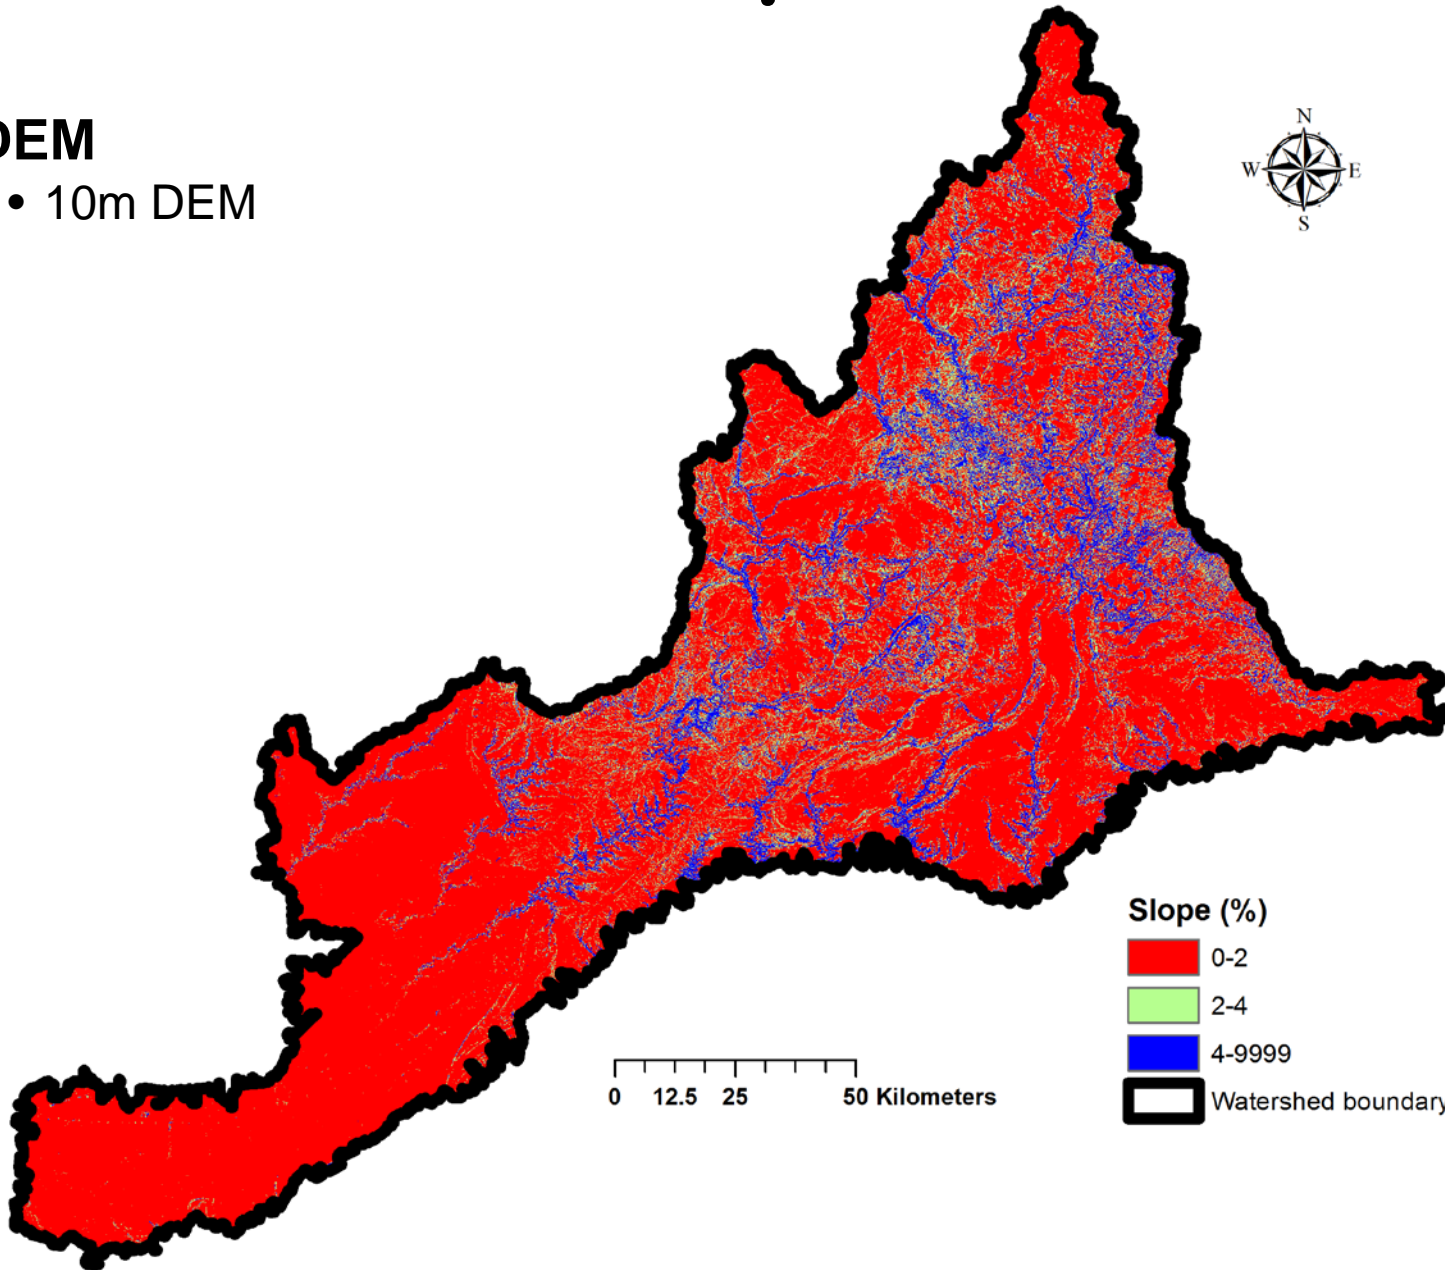 DEM
• 10m DEM
N
W E
S
Slope (%)
0-2
2-4
4-9999
Watershed boundary
0 12.5 25 50 Kilometers